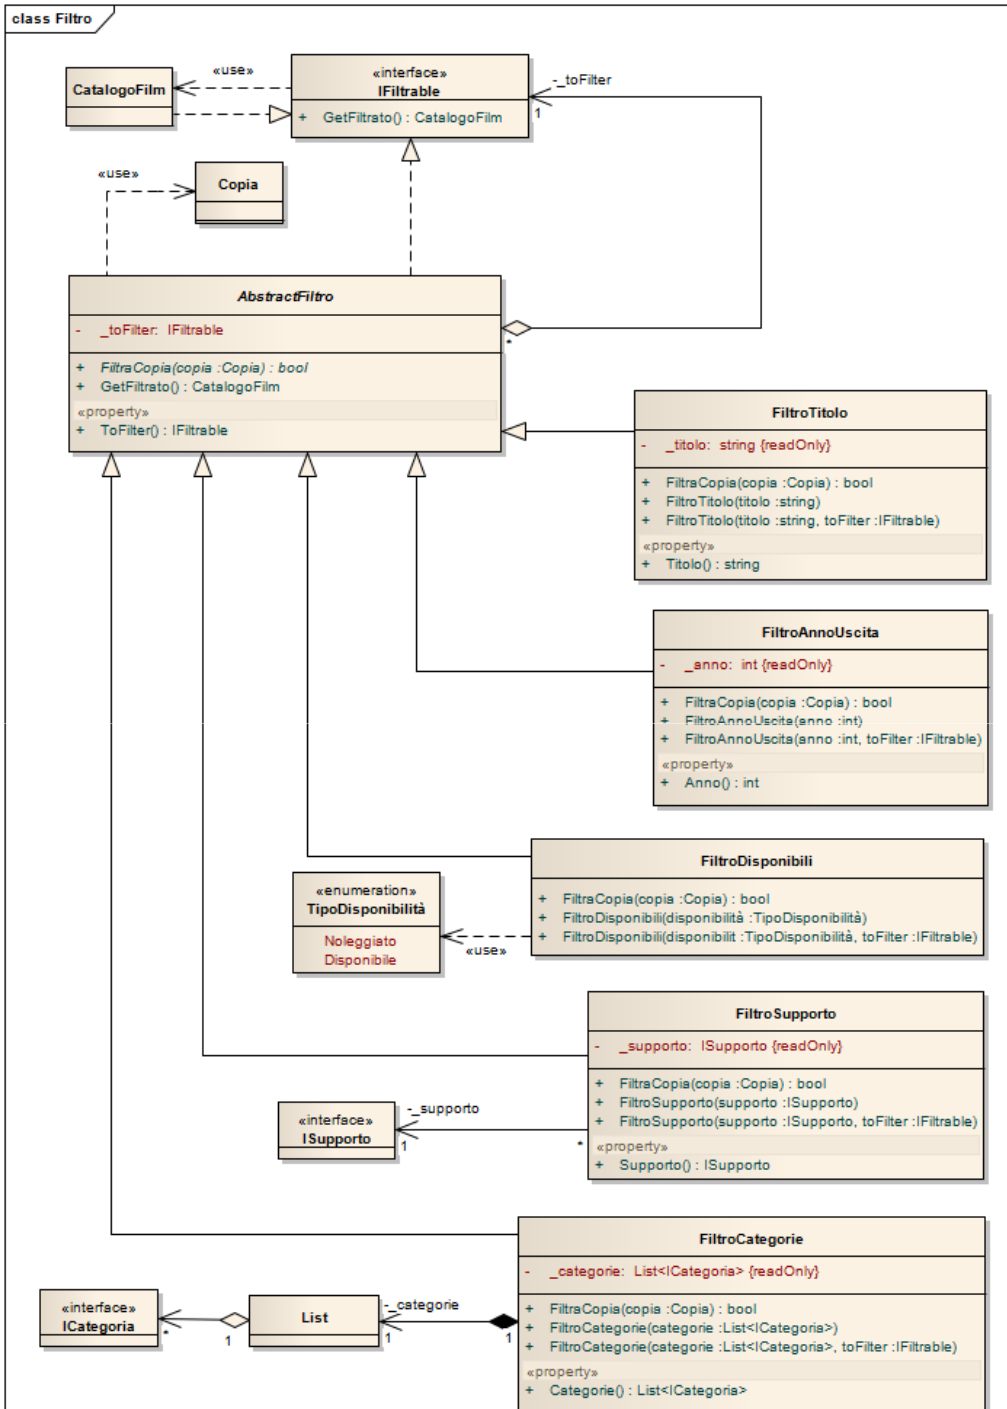 class Filtro
«use»
CatalogoFilm
«interface»
IFiltrable
+ GetFiltrato() : CatalogoFilm
-_toFilter
1
«use»
Copia
AbstractFiltro
- _toFilter: IFiltrable
+ FiltraCopia(copia :Copia) : bool
+ GetFiltrato() : CatalogoFilm
«property»
+ ToFilter() : IFiltrable
*
FiltroTitolo
- _titolo: string {readOnly}
+ FiltraCopia(copia :Copia) : bool
+ FiltroTitolo(titolo :string)
+ FiltroTitolo(titolo :string, toFilter :IFiltrable)
«property»
+ Titolo() : string
FiltroAnnoUscita
- _anno: int {readOnly}
+ FiltraCopia(copia :Copia) : bool
+ FiltroAnnoUscita(anno :int)
+ FiltroAnnoUscita(anno :int, toFilter :IFiltrable)
«property»
+ Anno() : int
FiltroDisponibili
+ FiltraCopia(copia :Copia) : bool
+ FiltroDisponibili(disponibilità :TipoDisponibilità)
+ FiltroDisponibili(disponibilit :TipoDisponibilità, toFilter :IFiltrable)
«enumeration»
TipoDisponibilità
Noleggiato
Disponibile
«use»
FiltroSupporto
- _supporto: ISupporto {readOnly}
+ FiltraCopia(copia :Copia) : bool
+ FiltroSupporto(supporto :ISupporto)
+ FiltroSupporto(supporto :ISupporto, toFilter :IFiltrable)
«property»
+ Supporto() : ISupporto
«interface»
ISupporto
-_supporto
1
*
FiltroCategorie
- _categorie: List<ICategoria> {readOnly}
+ FiltraCopia(copia :Copia) : bool
+ FiltroCategorie(categorie :List<ICategoria>)
+ FiltroCategorie(categorie :List<ICategoria>, toFilter :IFiltrable)
«property»
+ Categorie() : List<ICategoria>
«interface»
ICategoria
*
1
List
-_categorie
1
1